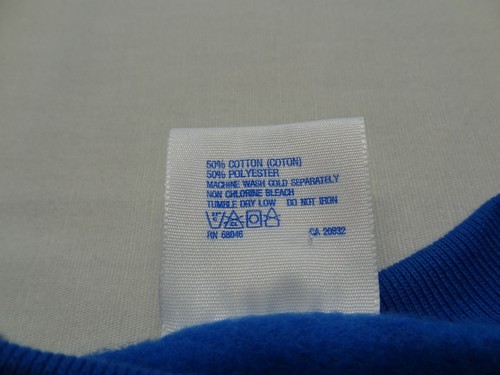 50% COTTON (COTON)
50% POLYESTER
MACHINE WASH COLD SEPARATELY
NON CHLORINE BLEACH
TUMBLE DRY LOW DO NOT IRON
RN 68046 CA 20932